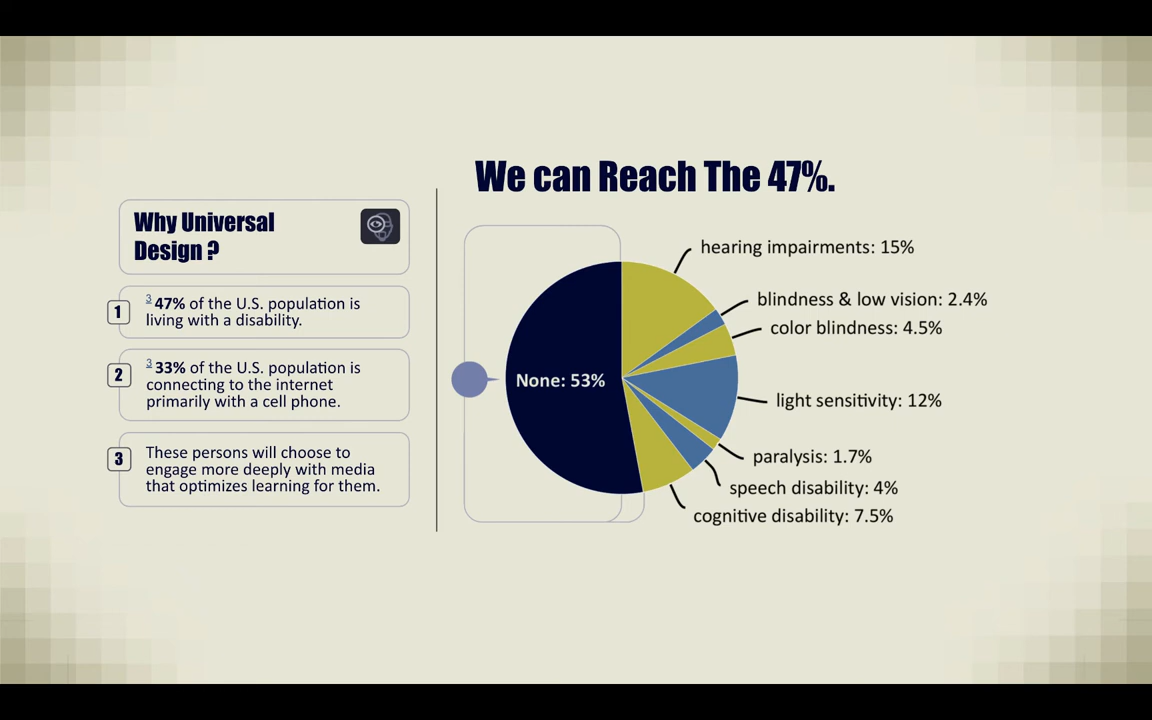 We can Reach The 47%.
Why Universal
Design ?
1
3 47% of the U.S. population is
living with a disability.
2
3 33% of the U.S. population is
connecting to the internet
primarily with a cell phone.
3
These persons will choose to
engage more deeply with media
that optimizes learning for them.
None: 53%
hearing impairments: 15%
blindness & low vision: 2.4%
color blindness: 4.5%
light sensitivity: 12%
paralysis: 1.7%
speech disability: 4%
cognitive disability: 7.5%